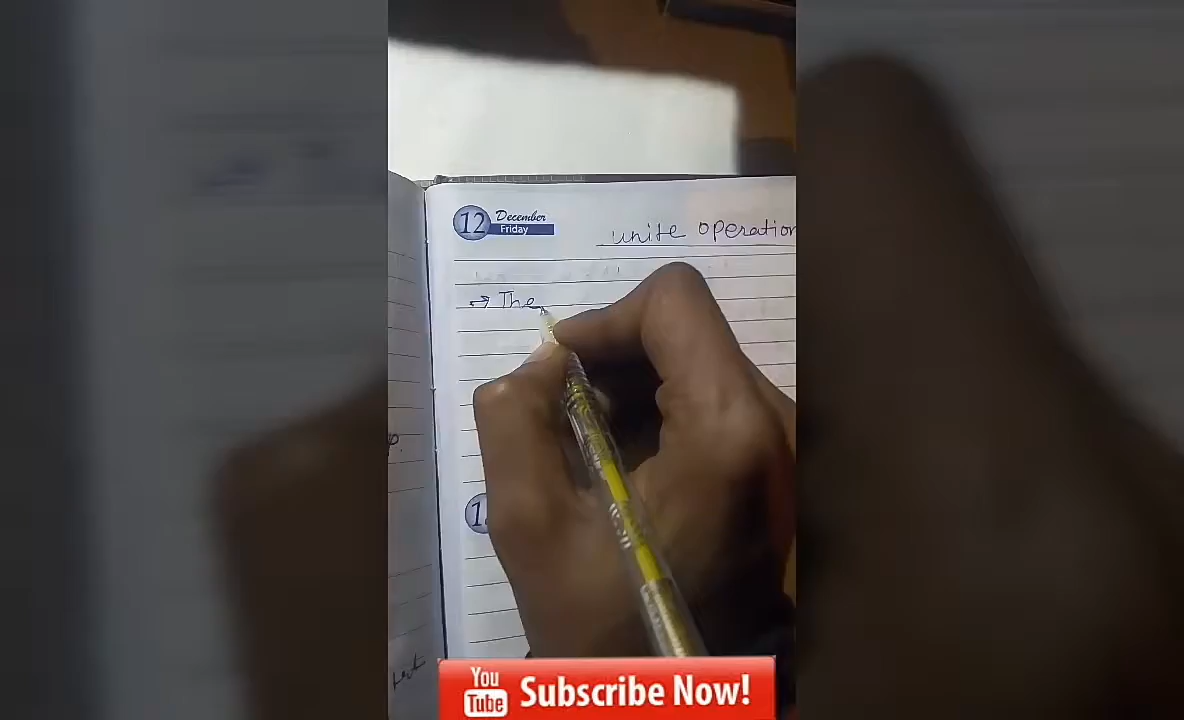 12 December
Friday
unite operation
→ The
You
Tube Subscribe Now!